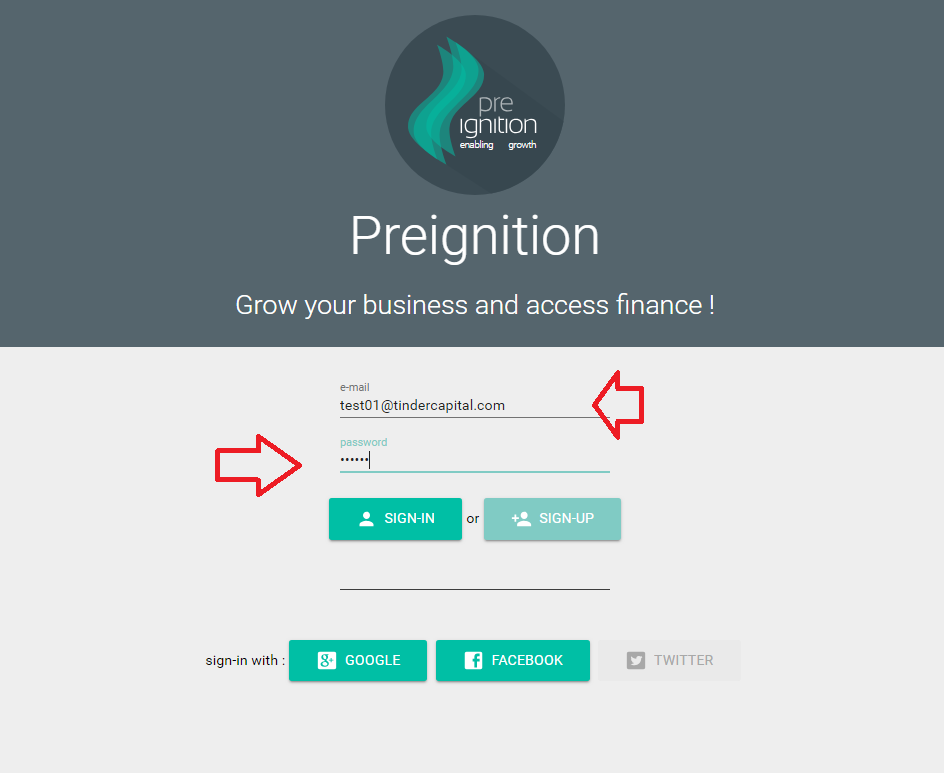 pre
ignition
enabling growth
Preignition
Grow your business and access finance !
e-mail
test01@tindercapital.com
password
••••••
SIGN-IN or SIGN-UP
sign-in with : GOOGLE FACEBOOK TWITTER